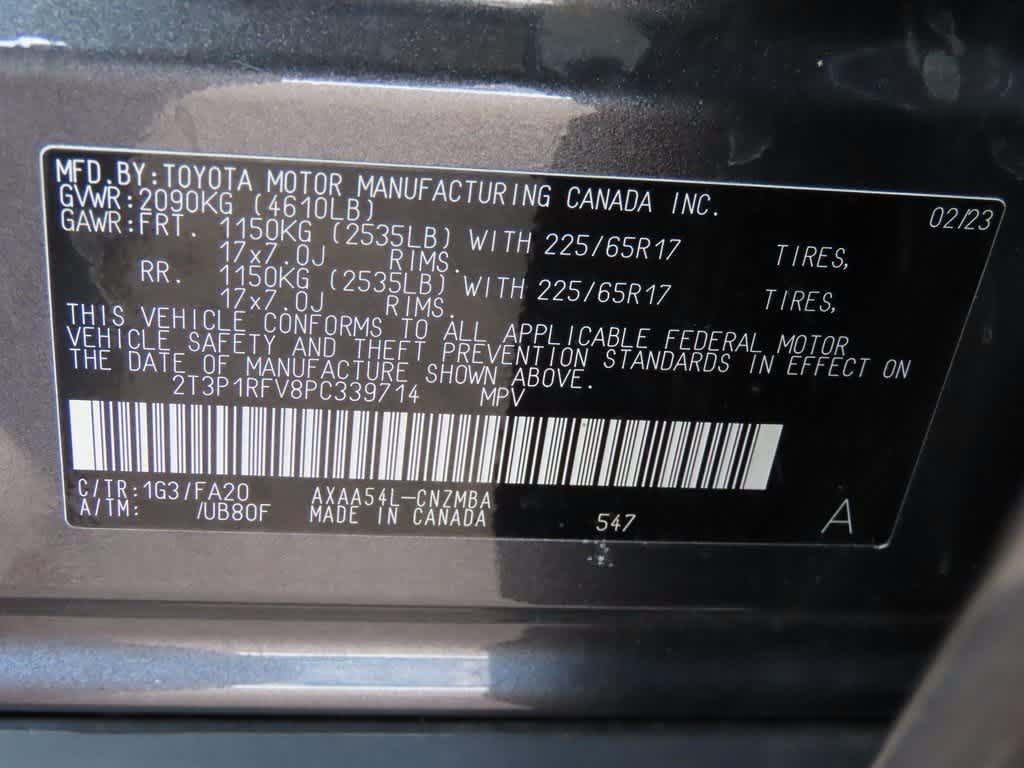 MFD.BY:TOYOTA MOTOR MANUFACTURING CANADA INC.
02/23
GVWR:2090KG (4610LB)
GAWR:FRT. 1150KG (2535LB) WITH 225/65R17 TIRES,
17x7.0J RIMS.
RR. 1150KG (2535LB) WITH 225/65R17 TIRES,
17x7.0J RIMS.
THIS VEHICLE CONFORMS TO ALL APPLICABLE FEDERAL MOTOR
VEHICLE SAFETY AND THEFT PREVENTION STANDARDS IN EFFECT ON
THE DATE OF MANUFACTURE SHOWN ABOVE.
2T3P1RFV8PC339714 MPV
C/TR:1G3/FA20 AXAA54L-CNZMBA
A/TM: /UB80F MADE IN CANADA 547 A